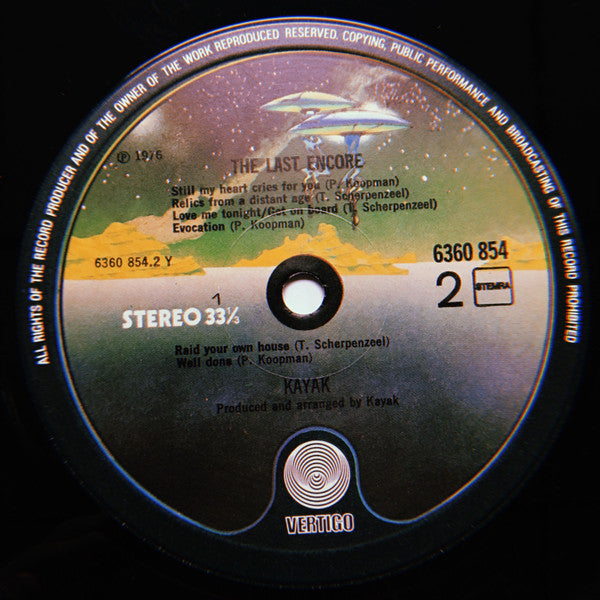 ALL RIGHTS OF THE RECORD PRODUCER AND OF THE OWNER OF THE WORK REPRODUCED RESERVED. COPYING, PUBLIC PERFORMANCE AND BROADCASTING OF THIS RECORD PROHIBITED
℗ 1976
THE LAST ENCORE
Still my heart cries for you (P. Koopman)
Relics from a distant age (T. Scherpenzeel)
Love me tonight/Get on board (T. Scherpenzeel)
Evocation (P. Koopman)
6360 854.2 Y
6360 854
1
STEREO 33⅓
2 STEMRA
Raid your own house (T. Scherpenzeel)
Well done (P. Koopman)
KAYAK
Produced and arranged by Kayak
VERTIGO